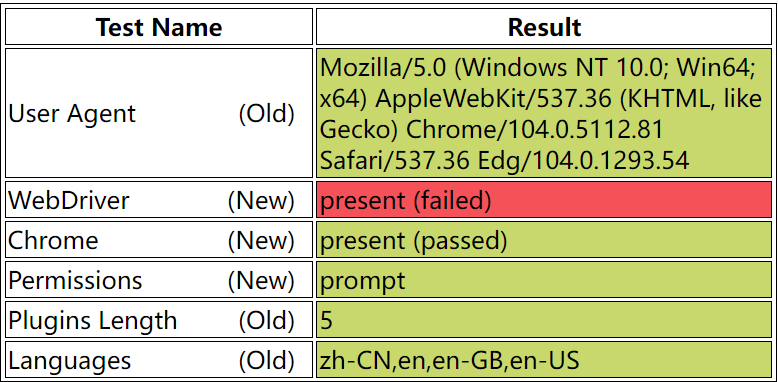 Test Name Result
User Agent (Old) Mozilla/5.0 (Windows NT 10.0; Win64;
x64) AppleWebKit/537.36 (KHTML, like
Gecko) Chrome/104.0.5112.81
Safari/537.36 Edg/104.0.1293.54
WebDriver (New) present (failed)
Chrome (New) present (passed)
Permissions (New) prompt
Plugins Length (Old) 5
Languages (Old) zh-CN,en,en-GB,en-US